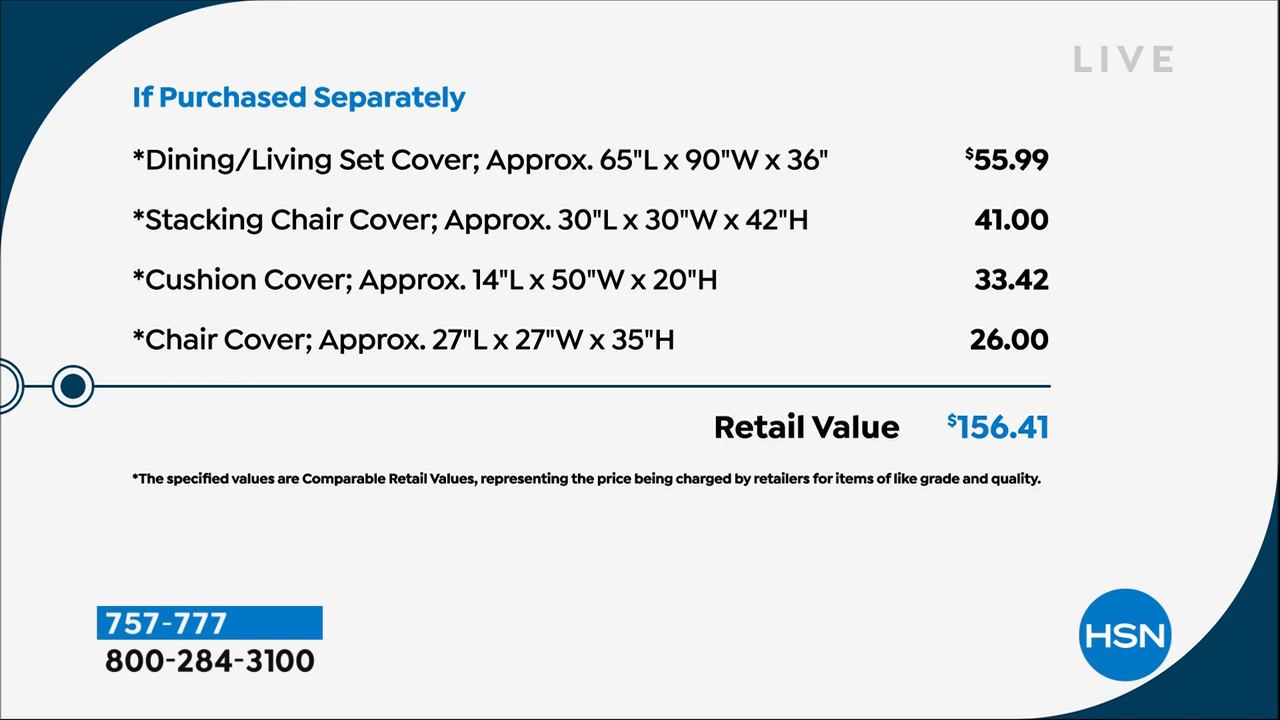 LIVE
If Purchased Separately
*Dining/Living Set Cover; Approx. 65"L x 90"W x 36" $55.99
*Stacking Chair Cover; Approx. 30"L x 30"W x 42"H 41.00
*Cushion Cover; Approx. 14"L x 50"W x 20"H 33.42
*Chair Cover; Approx. 27"L x 27"W x 35"H 26.00
Retail Value $156.41
*The specified values are Comparable Retail Values, representing the price being charged by retailers for items of like grade and quality.
757-777
800-284-3100
HSN